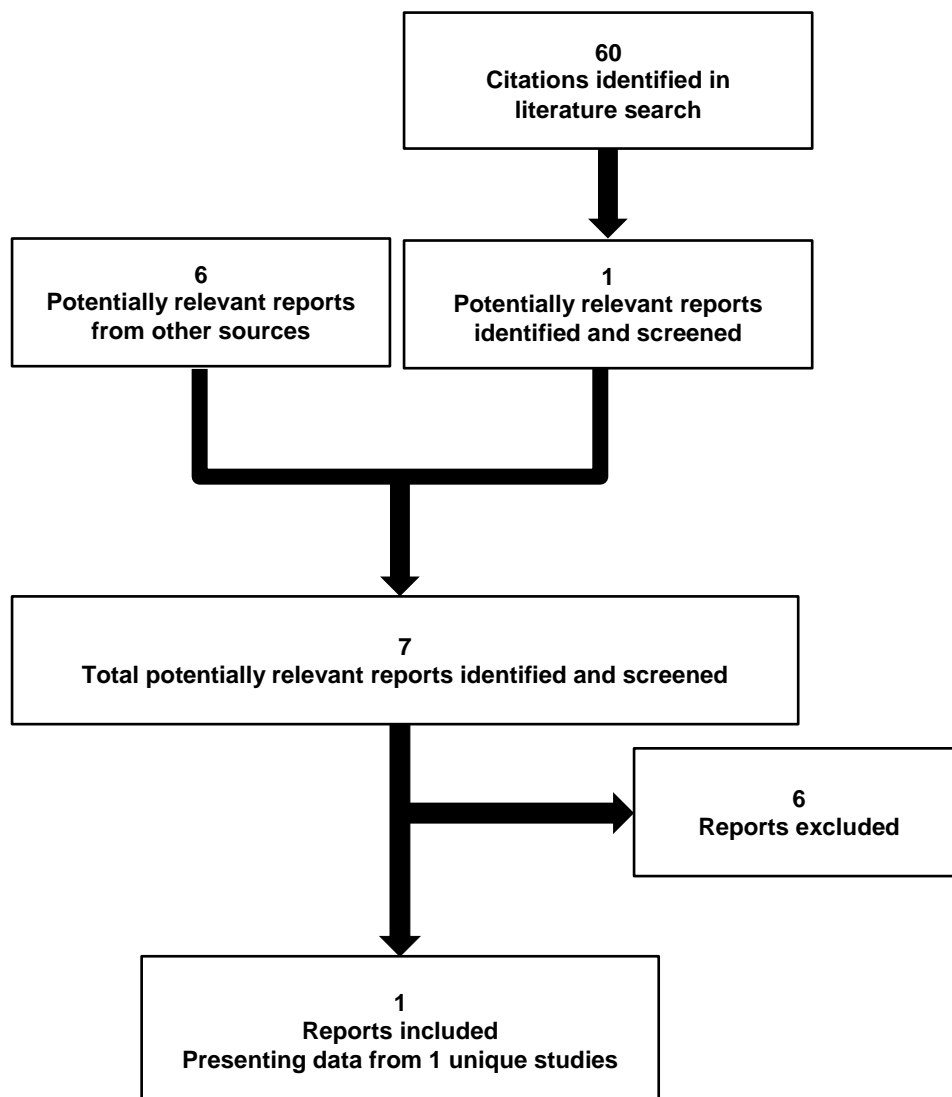 60
Citations identified in
literature search
6
Potentially relevant reports
from other sources
1
Potentially relevant reports
identified and screened
7
Total potentially relevant reports identified and screened
6
Reports excluded
1
Reports included
Presenting data from 1 unique studies